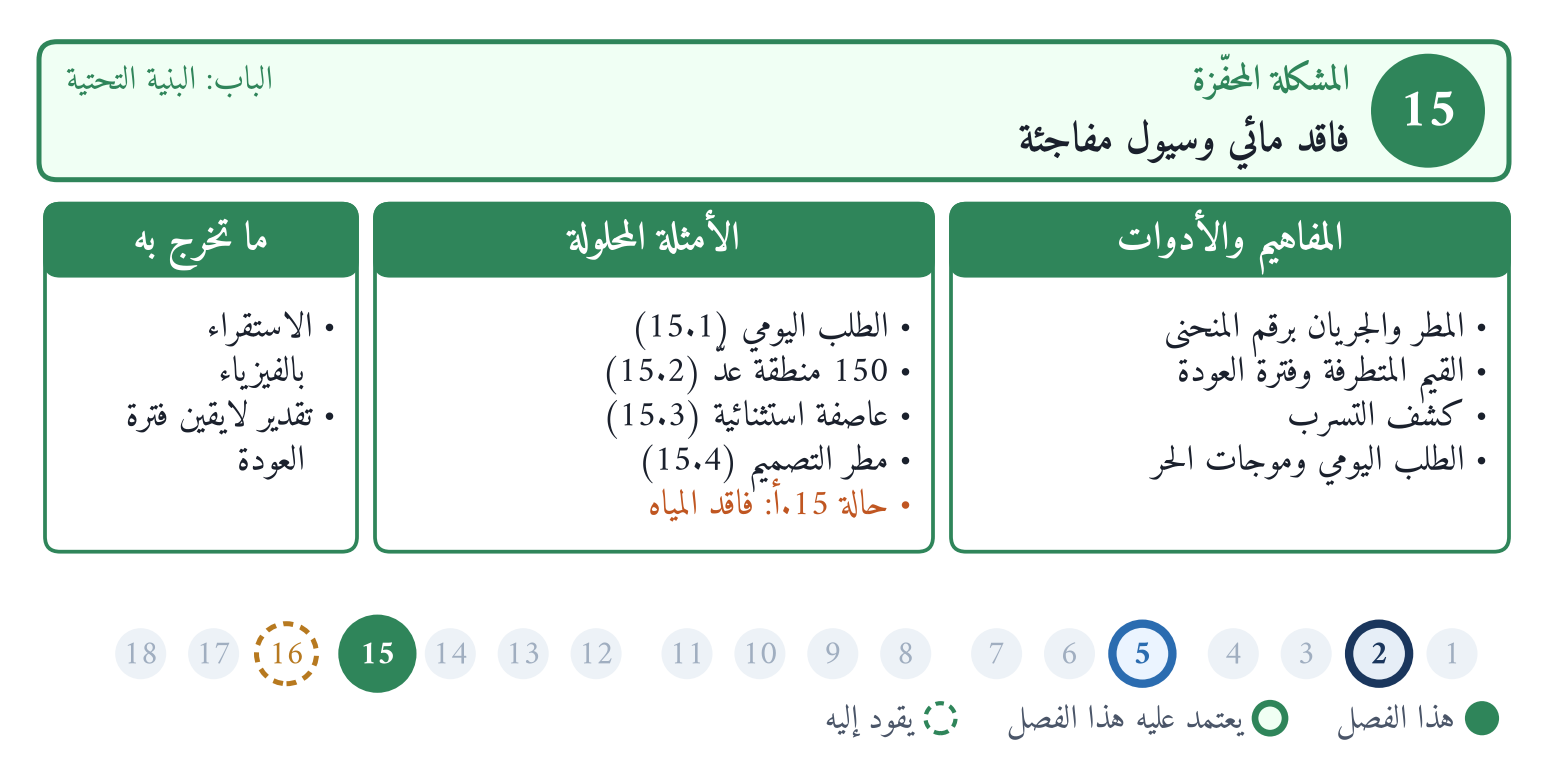 15
المشكلة المحفّزة
الباب: البنية التحتية
فاقد مائي وسيول مفاجئة
المفاهيم والأدوات
• المطر والجريان برقم المنحنى
• القيم المتطرفة وفترة العودة
• كشف التسرب
• الطلب اليومي وموجات الحر
الأمثلة المحلولة
• الطلب اليومي (15.1)
• 150 منطقة عدّ (15.2)
• عاصفة استثنائية (15.3)
• مطر التصميم (15.4)
• حالة 15.أ: فاقد المياه
ما تخرج به
• الاستقراء
بالفيزياء
• تقدير لايقين فترة
العودة
1 2 3 4 5 6 7 8 9 10 11 12 13 14 15 16 17 18
هذا الفصل يعتمد عليه هذا الفصل يقود إليه